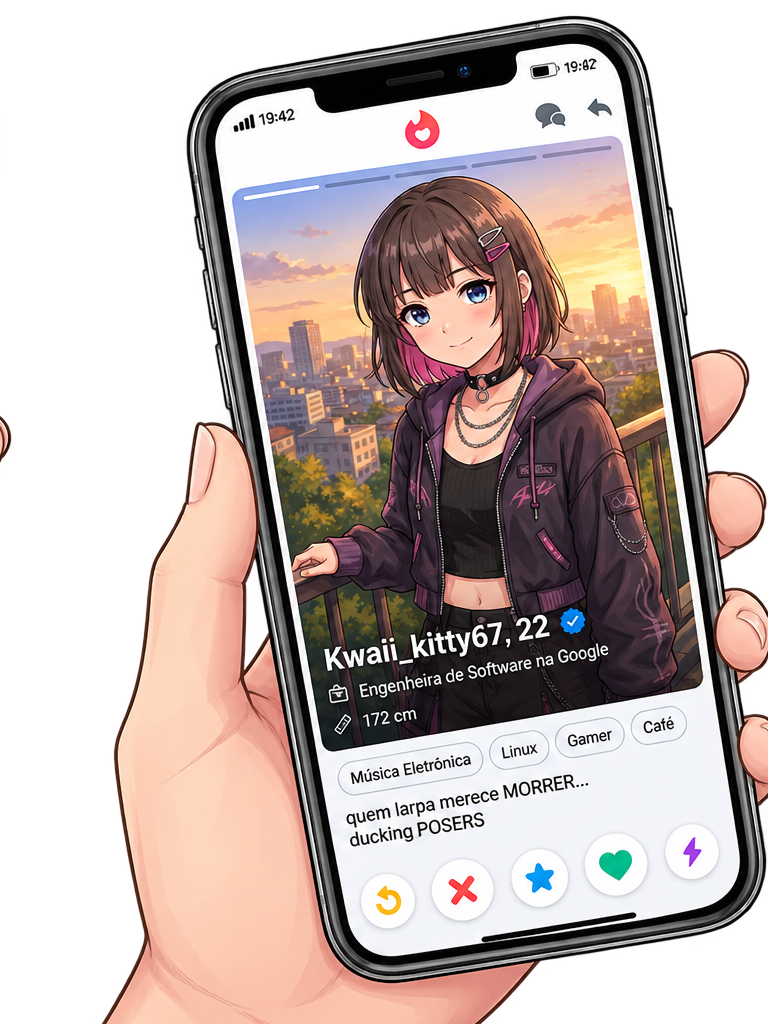 19:42
19:42
Kwaii_kitty67, 22
Engenheira de Software na Google
172 cm
Música Eletrónica
Linux
Gamer
Café
quem larpa merece MORRER...
ducking POSERS